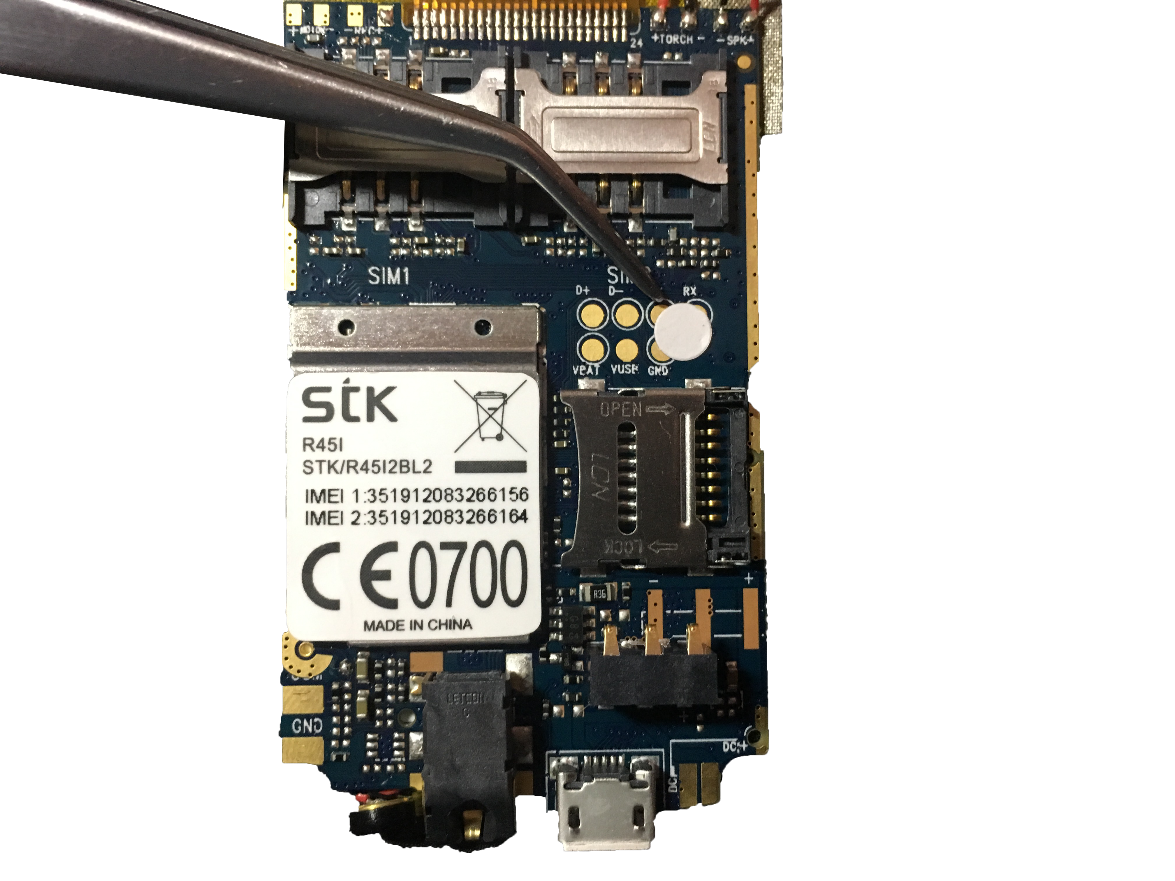 24
+TORCH-
-SPK+
SIM1
D+
D-
RX
VBAT
VUSB
GND
OPEN
LCN
LOCK
STK
R45I
STK/R45I2BL2
IMEI 1:351912083266156
IMEI 2:351912083266164
CE0700
MADE IN CHINA
R36
-
+
GND
DC+